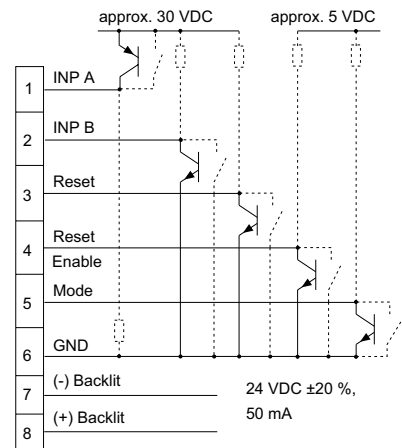 approx. 30 VDC approx. 5 VDC
1 INP A
2 INP B
3 Reset
4 Reset
Enable
5 Mode
6 GND
7 (-) Backlit
8 (+) Backlit
24 VDC ±20 %,
50 mA